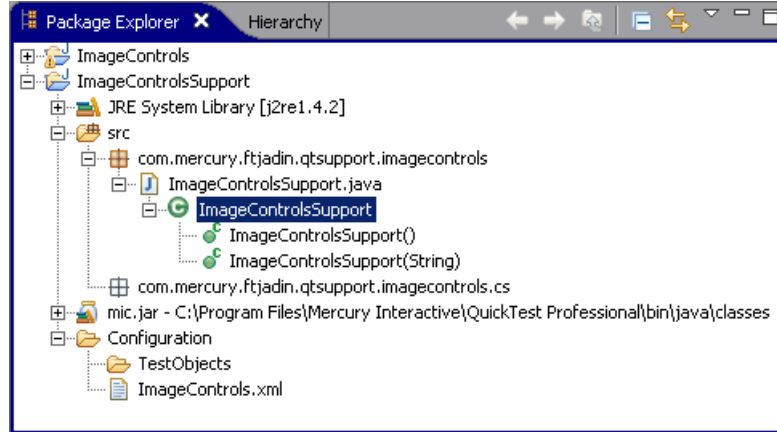 Package Explorer Hierarchy
ImageControls
ImageControlsSupport
JRE System Library [j2re1.4.2]
src
com.mercury.ftjadin.qtsupport.imagecontrols
ImageControlsSupport.java
ImageControlsSupport
ImageControlsSupport()
ImageControlsSupport(String)
com.mercury.ftjadin.qtsupport.imagecontrols.cs
mic.jar - C:\Program Files\Mercury Interactive\QuickTest Professional\bin\java\classes
Configuration
TestObjects
ImageControls.xml